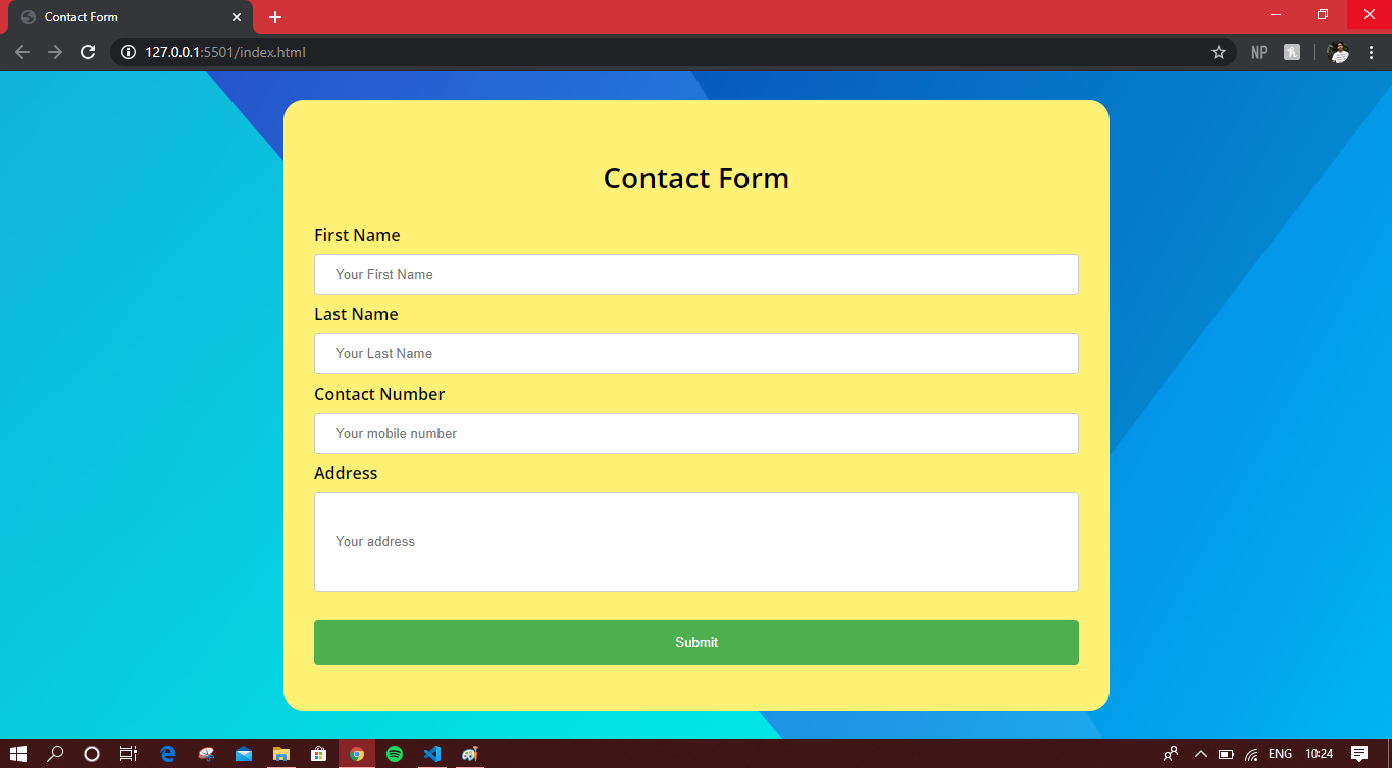 Contact Form
127.0.0.1:5501/index.html
NP
Contact Form
First Name
Your First Name
Last Name
Your Last Name
Contact Number
Your mobile number
Address
Your address
Submit
ENG 10:24